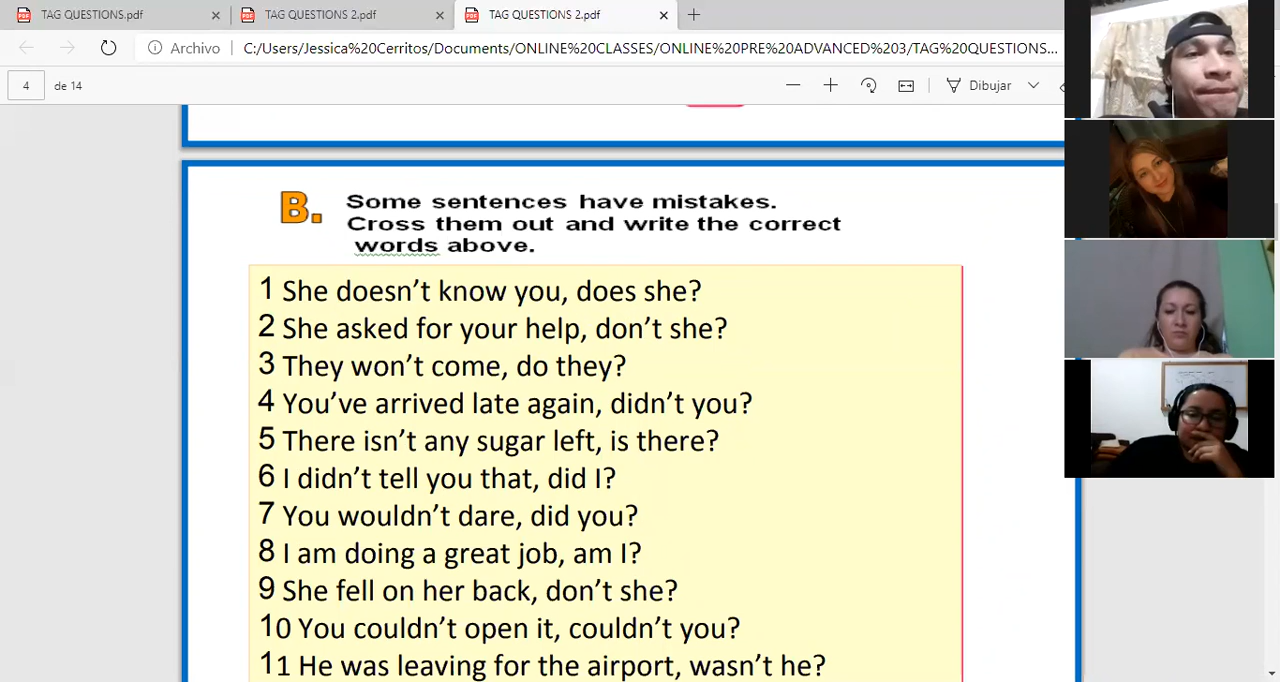 TAG QUESTIONS.pdf
TAG QUESTIONS 2.pdf
TAG QUESTIONS 2.pdf
Archivo C:/Users/Jessica%20Cerritos/Documents/ONLINE%20CLASSES/ONLINE%20PRE%20ADVANCED%203/TAG%20QUESTIONS...
4 de 14 Dibujar
B. Some sentences have mistakes.
Cross them out and write the correct
words above.
1 She doesn't know you, does she?
2 She asked for your help, don't she?
3 They won't come, do they?
4 You've arrived late again, didn't you?
5 There isn't any sugar left, is there?
6 I didn't tell you that, did I?
7 You wouldn't dare, did you?
8 I am doing a great job, am I?
9 She fell on her back, don't she?
10 You couldn't open it, couldn't you?
11 He was leaving for the airport, wasn't he?